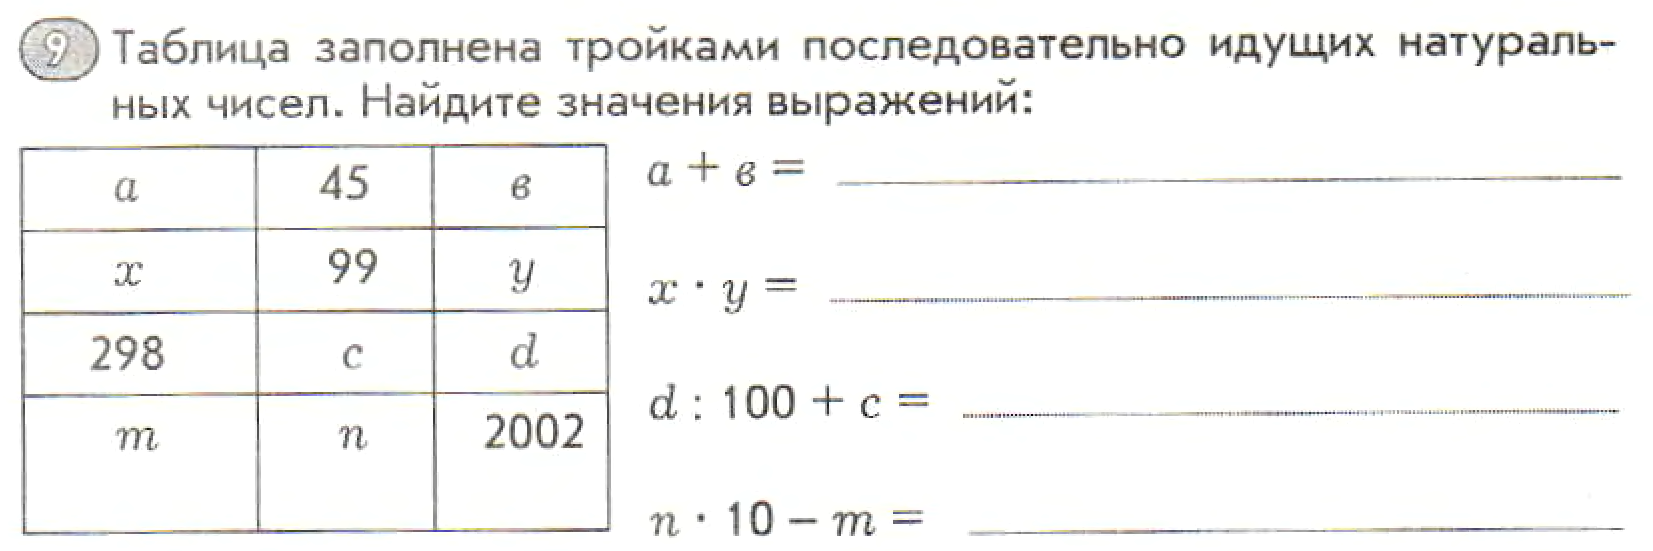 9 Таблица заполнена тройками последовательно идущих натураль-
ных чисел. Найдите значения выражений:
a 45 в
x 99 y
298 c d
m n 2002
a + в =
x · y =
d : 100 + c =
n · 10 – m =